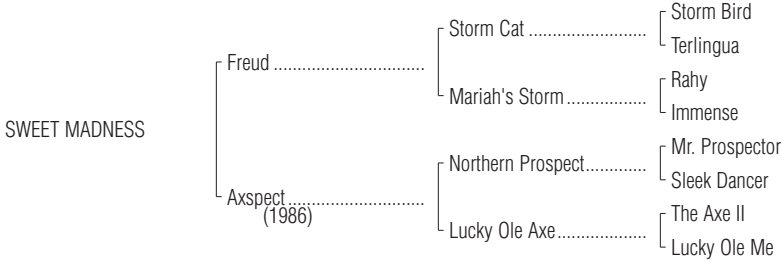 Storm Bird
Storm Cat ..........................
Terlingua
Freud ..................................
Rahy
Mariah's Storm ..................
Immense
SWEET MADNESS
Mr. Prospector
Northern Prospect..............
Sleek Dancer
Axspect ...............................
(1986)
The Axe II
Lucky Ole Axe....................
Lucky Ole Me